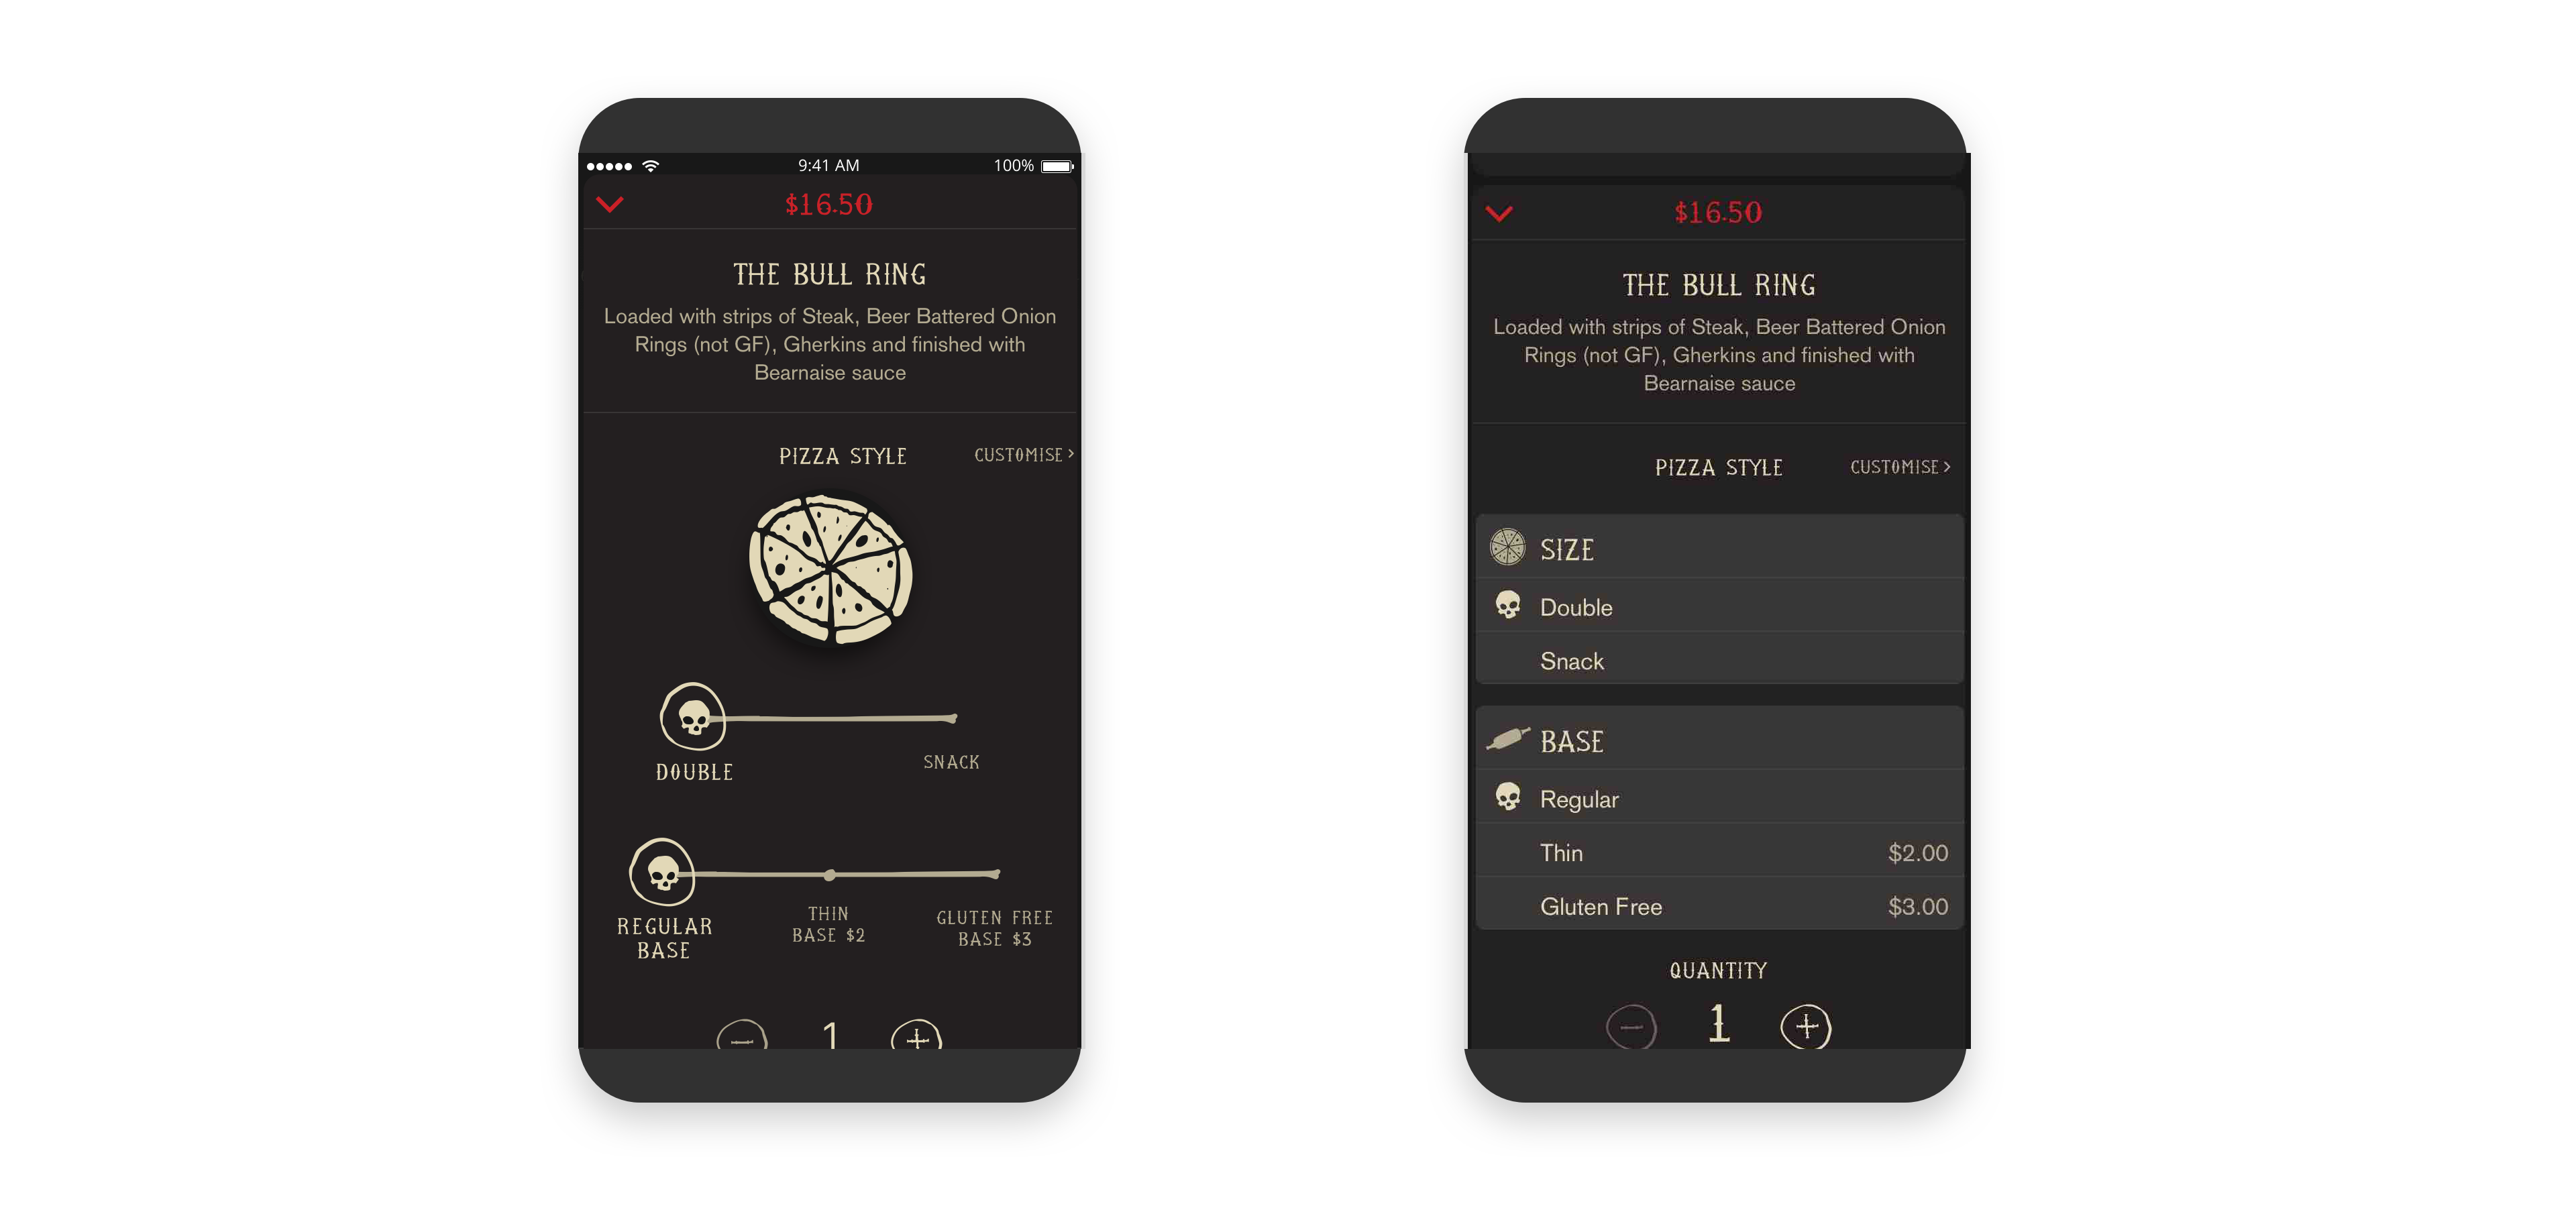 9:41 AM
100%
$16.50
THE BULL RING
Loaded with strips of Steak, Beer Battered Onion
Rings (not GF), Gherkins and finished with
Bearnaise sauce
PIZZA STYLE
CUSTOMISE >
DOUBLE
SNACK
REGULAR
BASE
THIN
BASE $2
GLUTEN FREE
BASE $3
1
$16.50
THE BULL RING
Loaded with strips of Steak, Beer Battered Onion
Rings (not GF), Gherkins and finished with
Bearnaise sauce
PIZZA STYLE
CUSTOMISE >
SIZE
Double
Snack
BASE
Regular
Thin $2.00
Gluten Free $3.00
QUANTITY
1